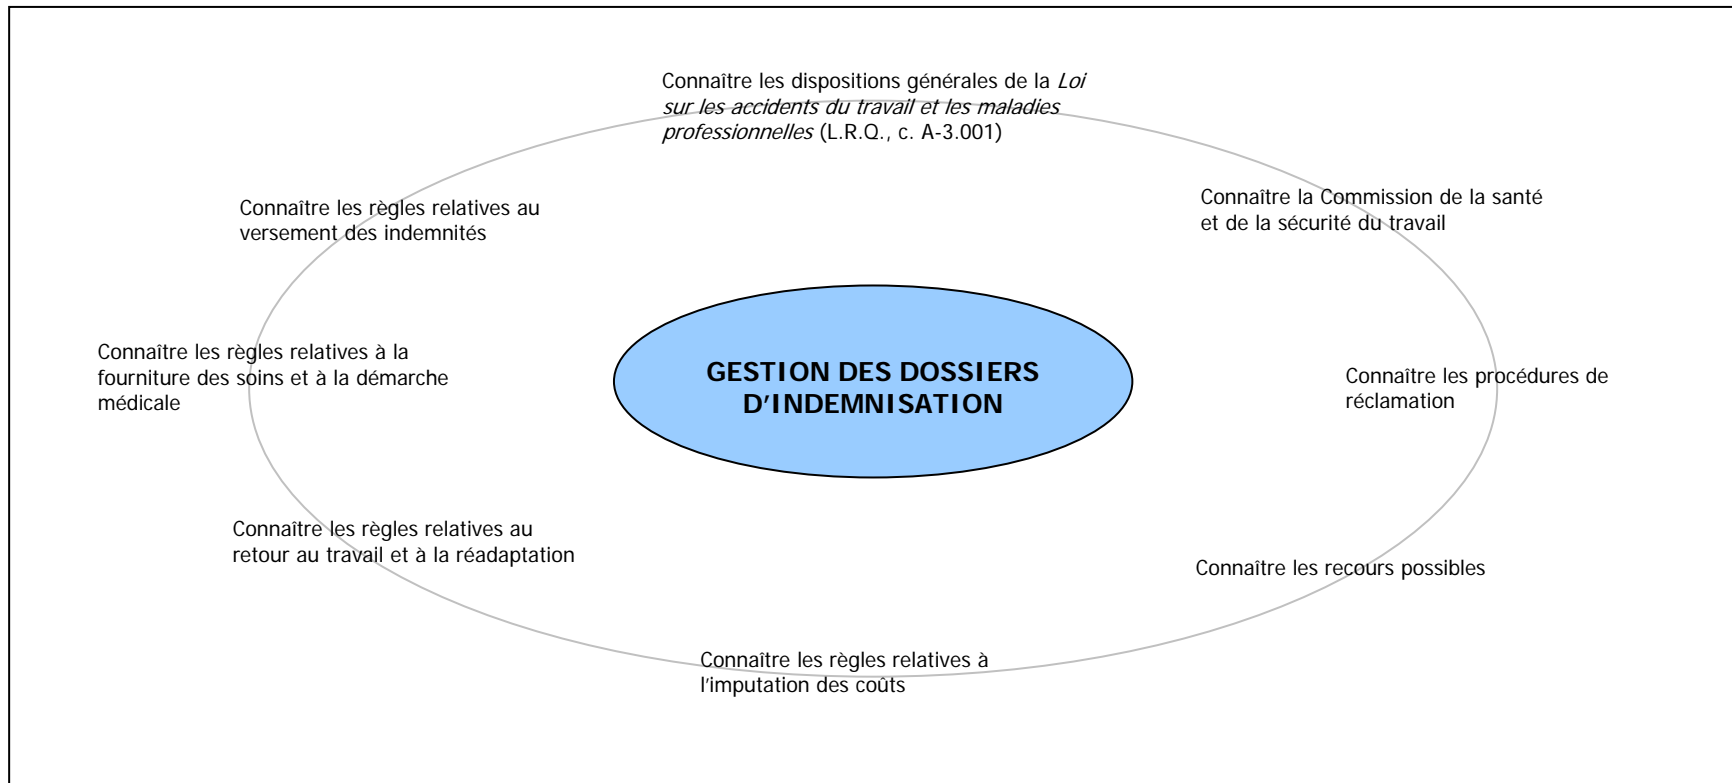 Connaître les dispositions générales de la Loi
sur les accidents du travail et les maladies
professionnelles (L.R.Q., c. A-3.001)
Connaître la Commission de la santé
et de la sécurité du travail
Connaître les règles relatives au
versement des indemnités
Connaître les règles relatives à la
fourniture des soins et à la démarche
médicale
GESTION DES DOSSIERS
D'INDEMNISATION
Connaître les procédures de
réclamation
Connaître les règles relatives au
retour au travail et à la réadaptation
Connaître les recours possibles
Connaître les règles relatives à
l'imputation des coûts